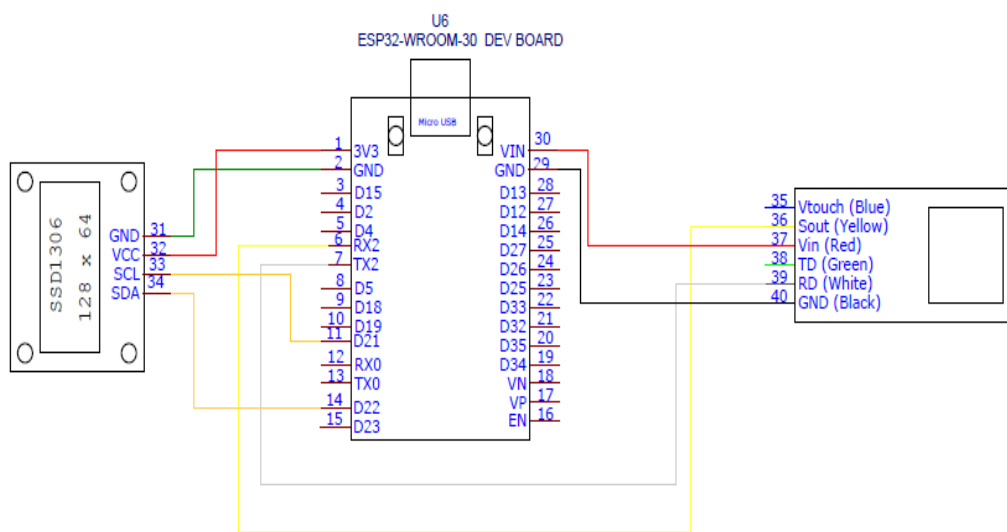 U6
ESP32-WROOM-30 DEV BOARD
Micro USB
1 3V3
2 GND
3 D15
4 D2
5 D4
6 RX2
7 TX2
8 D5
9 D18
10 D19
11 D21
12 RX0
13 TX0
14 D22
15 D23
VIN 30
GND 29
D13 28
D12 27
D14 26
D27 25
D26 24
D25 23
D33 22
D32 21
D35 20
D34 19
VN 18
VP 17
EN 16
SSD1306
128 x 64
GND 31
VCC 32
SCL 33
SDA 34
35 Vtouch (Blue)
36 Sout (Yellow)
37 Vin (Red)
38 TD (Green)
39 RD (White)
40 GND (Black)